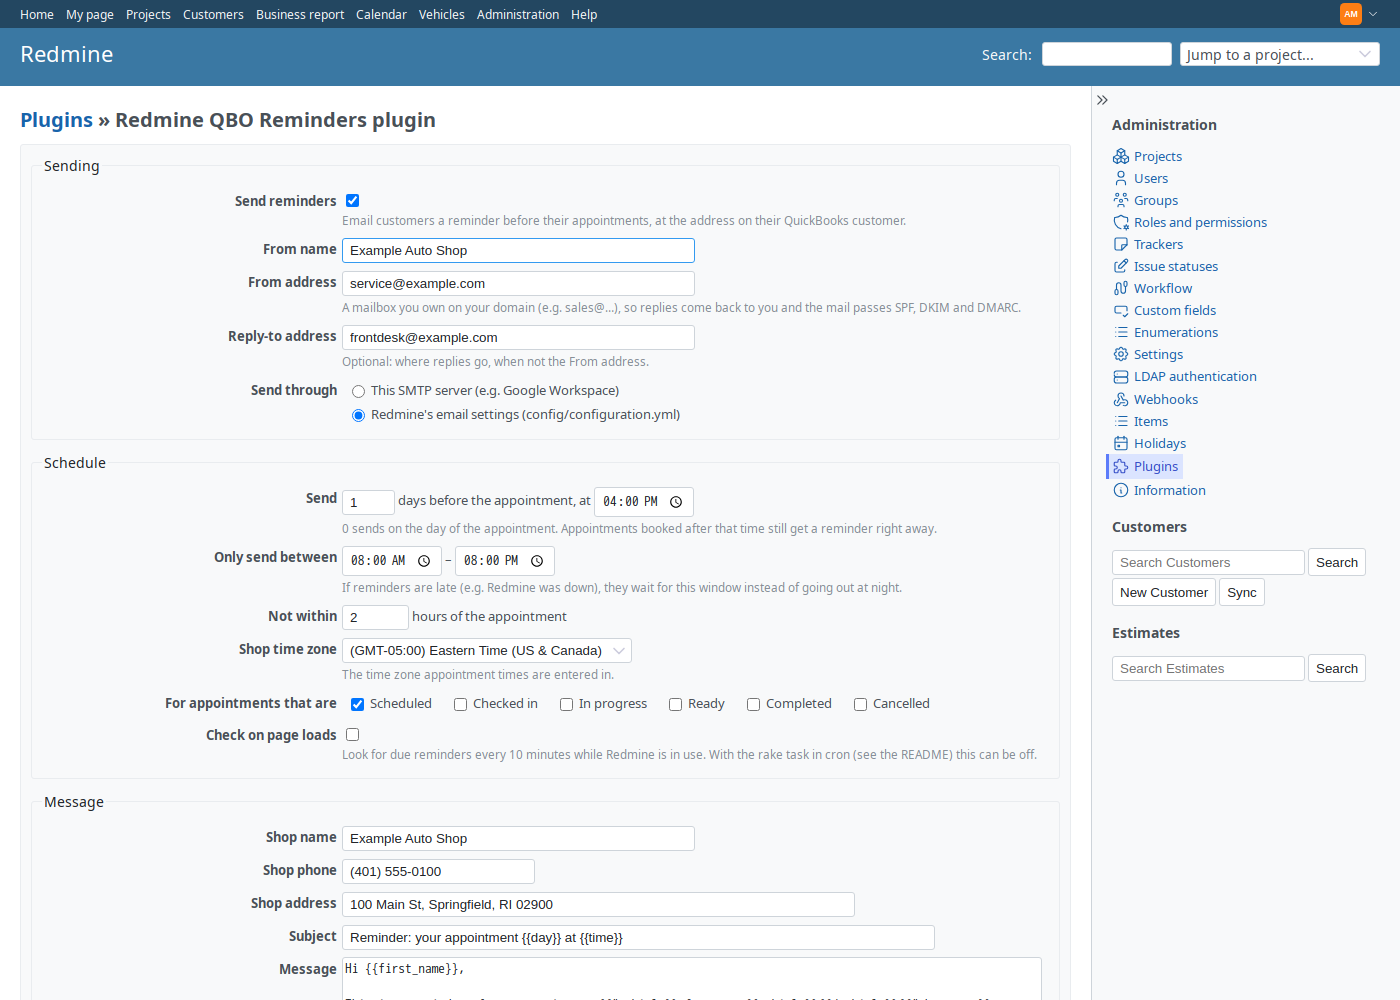 Home My page Projects Customers Business report Calendar Vehicles Administration Help
AM
Redmine
Search:
Jump to a project...
Plugins » Redmine QBO Reminders plugin
Sending
Send reminders
Email customers a reminder before their appointments, at the address on their QuickBooks customer.
From name Example Auto Shop
From address service@example.com
A mailbox you own on your domain (e.g. sales@...), so replies come back to you and the mail passes SPF, DKIM and DMARC.
Reply-to address frontdesk@example.com
Optional: where replies go, when not the From address.
Send through This SMTP server (e.g. Google Workspace)
Redmine's email settings (config/configuration.yml)
Schedule
Send 1 days before the appointment, at 04:00 PM
0 sends on the day of the appointment. Appointments booked after that time still get a reminder right away.
Only send between 08:00 AM – 08:00 PM
If reminders are late (e.g. Redmine was down), they wait for this window instead of going out at night.
Not within 2 hours of the appointment
Shop time zone (GMT-05:00) Eastern Time (US & Canada)
The time zone appointment times are entered in.
For appointments that are Scheduled Checked in In progress Ready Completed Cancelled
Check on page loads
Look for due reminders every 10 minutes while Redmine is in use. With the rake task in cron (see the README) this can be off.
Message
Shop name Example Auto Shop
Shop phone (401) 555-0100
Shop address 100 Main St, Springfield, RI 02900
Subject Reminder: your appointment {{day}} at {{time}}
Message Hi {{first_name}},
Administration
Projects
Users
Groups
Roles and permissions
Trackers
Issue statuses
Workflow
Custom fields
Enumerations
Settings
LDAP authentication
Webhooks
Items
Holidays
Plugins
Information
Customers
Search Customers Search
New Customer Sync
Estimates
Search Estimates Search